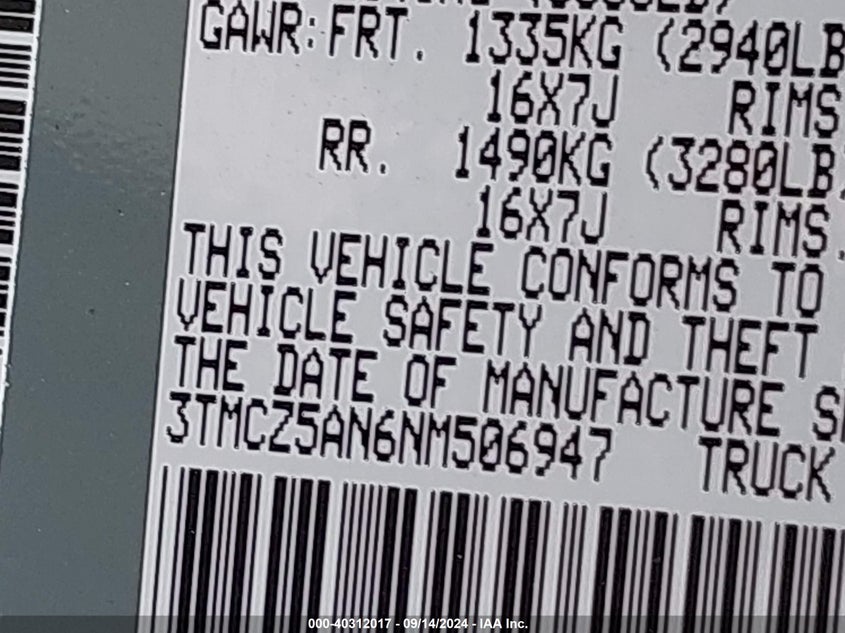 GAWR:FRT. 1335KG (2940LB
16X7J RIMS
RR. 1490KG (3280LB)
16X7J RIMS.
THIS VEHICLE CONFORMS TO
VEHICLE SAFETY AND THEFT
THE DATE OF MANUFACTURE S
3TMCZ5AN6NM506947 TRUCK
000-40312017 - 09/14/2024 - IAA Inc.